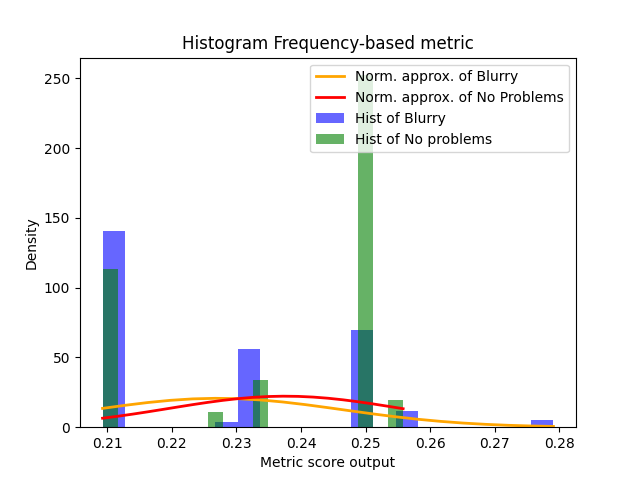 Histogram Frequency-based metric
Norm. approx. of Blurry
Norm. approx. of No Problems
Hist of Blurry
Hist of No problems
Density
250
200
150
100
50
0
0.21 0.22 0.23 0.24 0.25 0.26 0.27 0.28
Metric score output